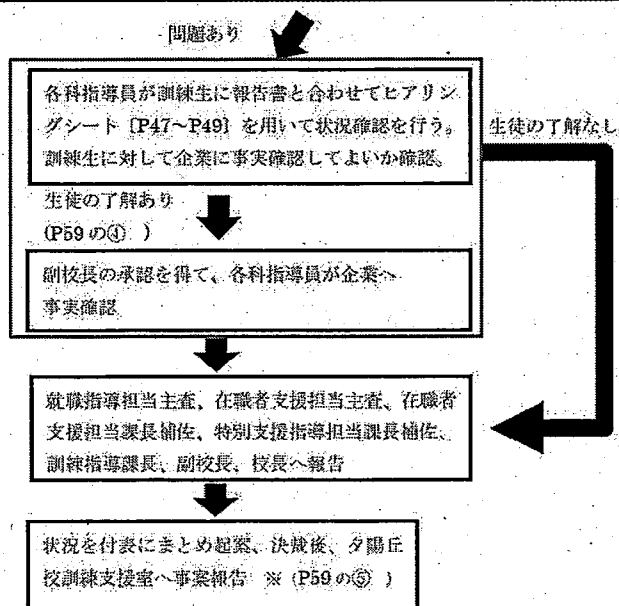 問題あり
各科指導員が訓練生に報告書と合わせてヒアリン
グシート〔P47～P49〕を用いて状況確認を行う。
訓練生に対して企業に事実確認してよいか確認。
生徒の了解なし
生徒の了解あり
(P59の④ )
副校長の承認を得て、各科指導員が企業へ
事実確認
就職指導担当主査、在職者支援担当主査、在職者
支援担当課長補佐、特別支援指導担当課長補佐、
訓練指導課長、副校長、校長へ報告
状況を付表にまとめ起案、決裁後、夕陽丘
校訓練支援室へ事案報告 ※ (P59の⑤ )